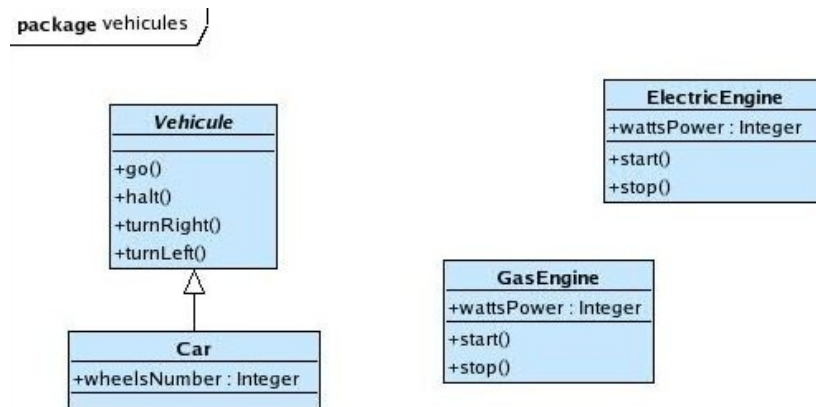 package vehicules
Vehicule
+go()
+halt()
+turnRight()
+turnLeft()
Car
+wheelsNumber : Integer
ElectricEngine
+wattsPower : Integer
+start()
+stop()
GasEngine
+wattsPower : Integer
+start()
+stop()